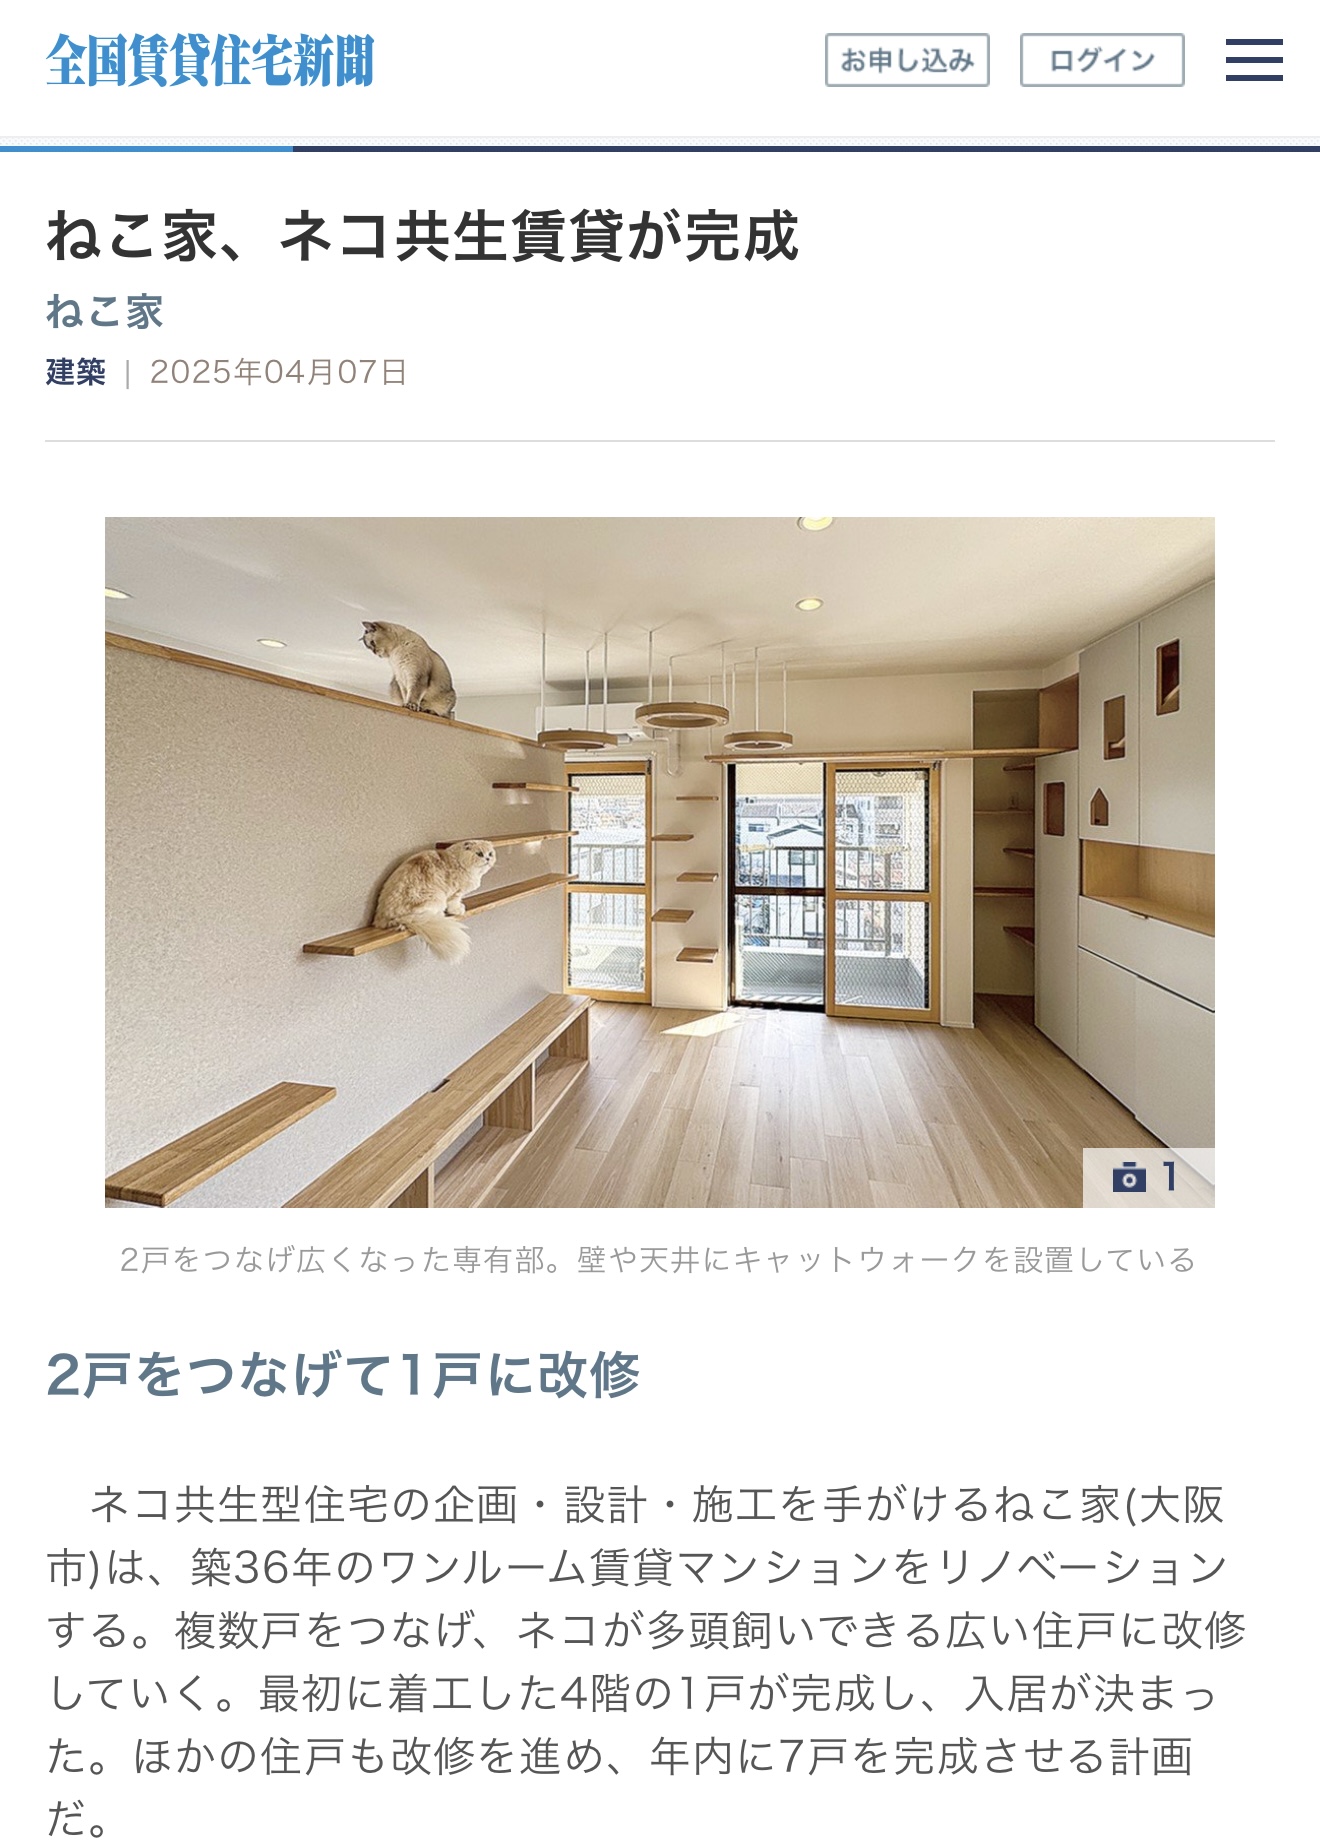 全国賃貸住宅新聞
お申し込み
ログイン
ねこ家、ネコ共生賃貸が完成
ねこ家
建築 | 2025年04月07日
1
2戸をつなげ広くなった専有部。壁や天井にキャットウォークを設置している
2戸をつなげて1戸に改修
　ネコ共生型住宅の企画・設計・施工を手がけるねこ家(大阪
市)は、築36年のワンルーム賃貸マンションをリノベーション
する。複数戸をつなげ、ネコが多頭飼いできる広い住戸に改修
していく。最初に着工した4階の1戸が完成し、入居が決まっ
た。ほかの住戸も改修を進め、年内に7戸を完成させる計画
だ。